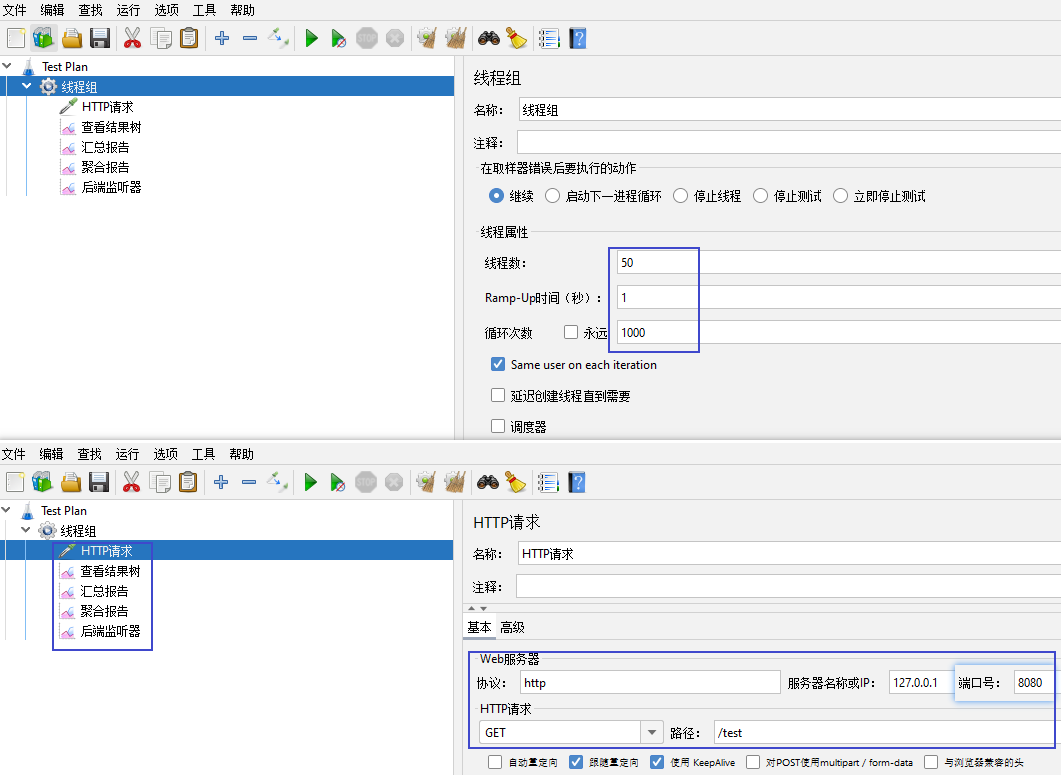 文件 编辑 查找 运行 选项 工具 帮助
STOP
Test Plan
线程组
HTTP请求
查看结果树
汇总报告
聚合报告
后端监听器
线程组
名称： 线程组
注释：
在取样器错误后要执行的动作
继续 启动下一进程循环 停止线程 停止测试 立即停止测试
线程属性
线程数： 50
Ramp-Up时间（秒）： 1
循环次数 永远 1000
Same user on each iteration
延迟创建线程直到需要
调度器
文件 编辑 查找 运行 选项 工具 帮助
STOP
Test Plan
线程组
HTTP请求
查看结果树
汇总报告
聚合报告
后端监听器
HTTP请求
名称： HTTP请求
注释：
基本 高级
Web服务器
协议： http 服务器名称或IP： 127.0.0.1 端口号： 8080
HTTP请求
GET 路径： /test
自动重定向 跟随重定向 使用 KeepAlive 对POST使用multipart / form-data 与浏览器兼容的头